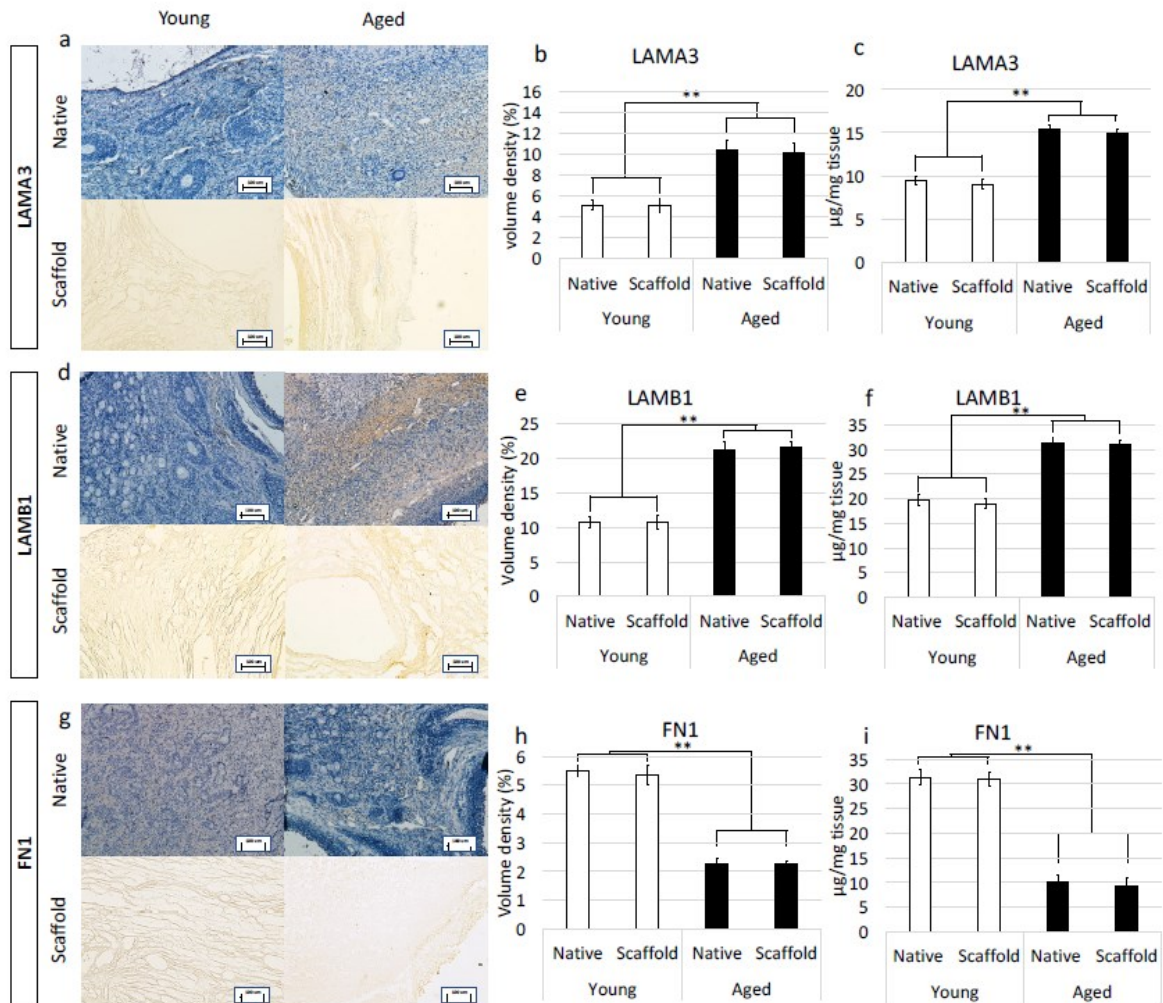 Young
Aged
LAMA3
Native
Scaffold
a
b
LAMA3
volume density (%)
16
14
12
10
8
6
4
2
0
Native Scaffold Native Scaffold
Young Aged
**
c
LAMA3
µg/mg tissue
20
15
10
5
0
Native Scaffold Native Scaffold
Young Aged
**
LAMB1
Native
Scaffold
d
e
LAMB1
Volume density (%)
25
20
15
10
5
0
Native Scaffold Native Scaffold
Young Aged
**
f
LAMB1
µg/mg tissue
35
30
25
20
15
10
5
0
Native Scaffold Native Scaffold
Young Aged
**
FN1
Native
Scaffold
g
h
FN1
Volume density (%)
6
5
4
3
2
1
0
Native Scaffold Native Scaffold
Young Aged
**
i
FN1
µg/mg tissue
35
30
25
20
15
10
5
0
Native Scaffold Native Scaffold
Young Aged
**